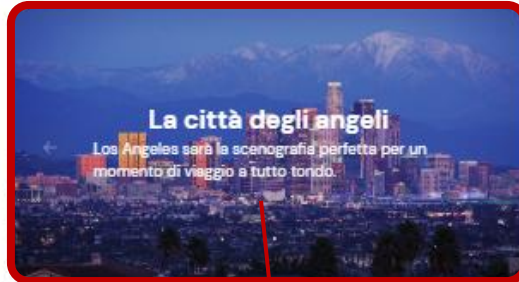 La città degli angeli
Los Angeles sarà la scenografia perfetta per un
momento di viaggio a tutto tondo.